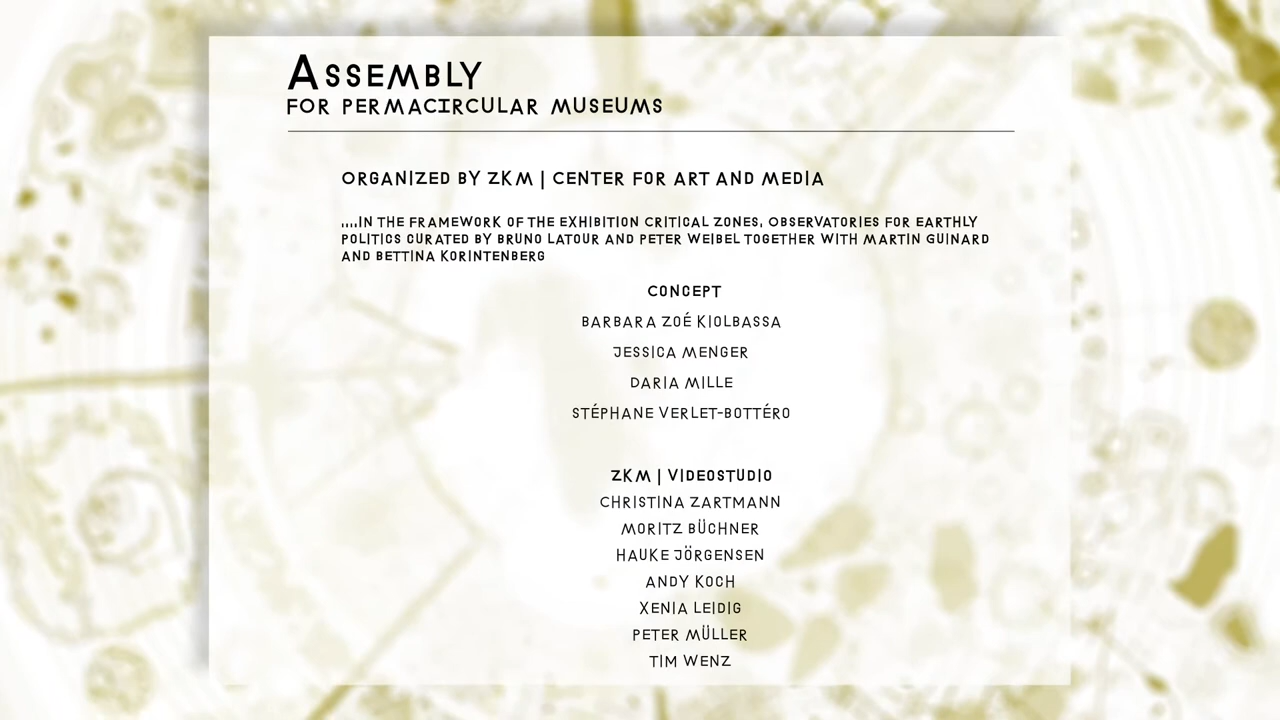 ASSEMBLY
FOR PERMACIRCULAR MUSEUMS
ORGANIZED BY ZKM | CENTER FOR ART AND MEDIA
....IN THE FRAMEWORK OF THE EXHIBITION CRITICAL ZONES, OBSERVATORIES FOR EARTHLY
POLITICS CURATED BY BRUNO LATOUR AND PETER WEIBEL TOGETHER WITH MARTIN GUINARD
AND BETTINA KORINTENBERG
CONCEPT
BARBARA ZOÉ KIOLBASSA
JESSICA MENGER
DARIA MILLE
STÉPHANE VERLET-BOTTÉRO
ZKM | VIDEOSTUDIO
CHRISTINA ZARTMANN
MORITZ BÜCHNER
HAUKE JÖRGENSEN
ANDY KOCH
XENIA LEIDIG
PETER MÜLLER
TIM WENZ